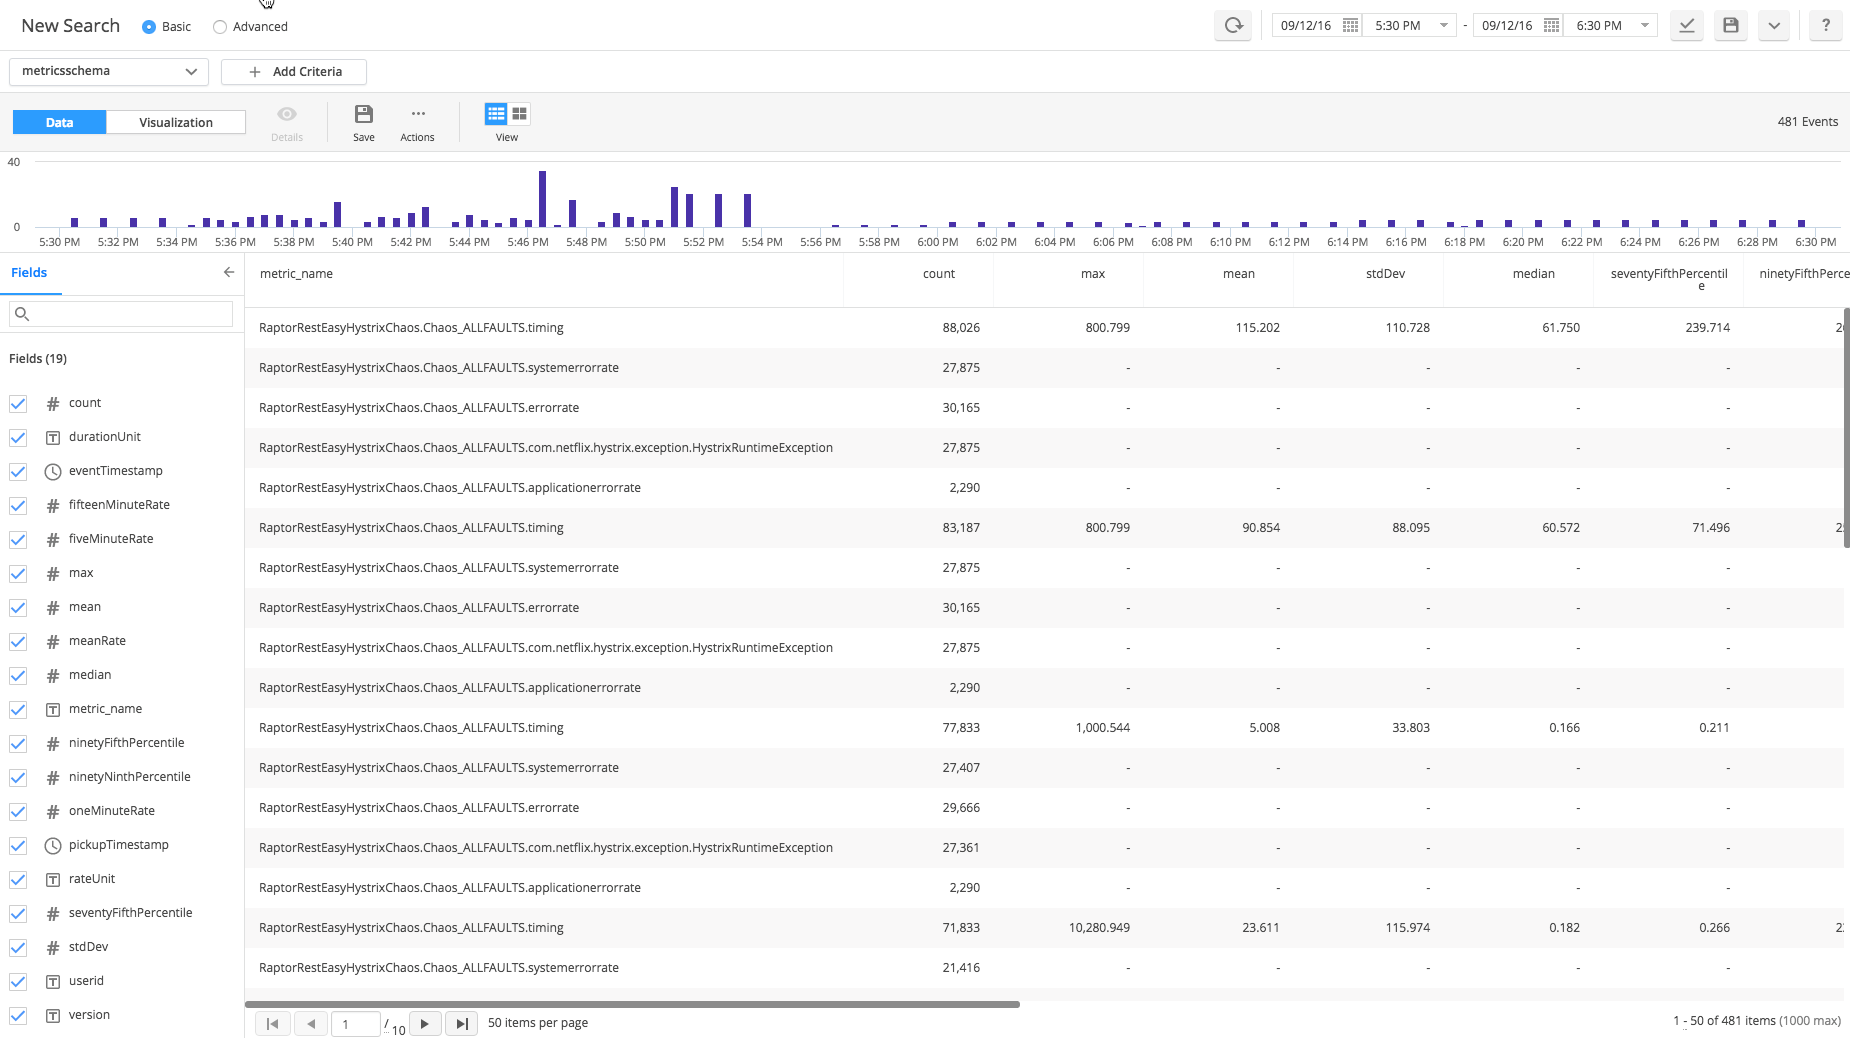 New Search Basic Advanced 09/12/16 5:30 PM - 09/12/16 6:30 PM ?
metricsschema + Add Criteria
Data Visualization Details Save Actions View 481 Events
40
0
5:30 PM 5:32 PM 5:34 PM 5:36 PM 5:38 PM 5:40 PM 5:42 PM 5:44 PM 5:46 PM 5:48 PM 5:50 PM 5:52 PM 5:54 PM 5:56 PM 5:58 PM 6:00 PM 6:02 PM 6:04 PM 6:06 PM 6:08 PM 6:10 PM 6:12 PM 6:14 PM 6:16 PM 6:18 PM 6:20 PM 6:22 PM 6:24 PM 6:26 PM 6:28 PM 6:30 PM
Fields
Fields (19)
# count
T durationUnit
eventTimestamp
# fifteenMinuteRate
# fiveMinuteRate
# max
# mean
# meanRate
# median
T metric_name
# ninetyFifthPercentile
# ninetyNinthPercentile
# oneMinuteRate
pickupTimestamp
T rateUnit
# seventyFifthPercentile
# stdDev
T userid
T version
metric_name count max mean stdDev median seventyFifthPercentile ninetyFifthPerce
RaptorRestEasyHystrixChaos.Chaos_ALLFAULTS.timing 88,026 800.799 115.202 110.728 61.750 239.714
RaptorRestEasyHystrixChaos.Chaos_ALLFAULTS.systemerrorrate 27,875 - - - - -
RaptorRestEasyHystrixChaos.Chaos_ALLFAULTS.errorrate 30,165 - - - - -
RaptorRestEasyHystrixChaos.Chaos_ALLFAULTS.com.netflix.hystrix.exception.HystrixRuntimeException 27,875 - - - - -
RaptorRestEasyHystrixChaos.Chaos_ALLFAULTS.applicationerrorrate 2,290 - - - - -
RaptorRestEasyHystrixChaos.Chaos_ALLFAULTS.timing 83,187 800.799 90.854 88.095 60.572 71.496
RaptorRestEasyHystrixChaos.Chaos_ALLFAULTS.systemerrorrate 27,875 - - - - -
RaptorRestEasyHystrixChaos.Chaos_ALLFAULTS.errorrate 30,165 - - - - -
RaptorRestEasyHystrixChaos.Chaos_ALLFAULTS.com.netflix.hystrix.exception.HystrixRuntimeException 27,875 - - - - -
RaptorRestEasyHystrixChaos.Chaos_ALLFAULTS.applicationerrorrate 2,290 - - - - -
RaptorRestEasyHystrixChaos.Chaos_ALLFAULTS.timing 77,833 1,000.544 5.008 33.803 0.166 0.211
RaptorRestEasyHystrixChaos.Chaos_ALLFAULTS.systemerrorrate 27,407 - - - - -
RaptorRestEasyHystrixChaos.Chaos_ALLFAULTS.errorrate 29,666 - - - - -
RaptorRestEasyHystrixChaos.Chaos_ALLFAULTS.com.netflix.hystrix.exception.HystrixRuntimeException 27,361 - - - - -
RaptorRestEasyHystrixChaos.Chaos_ALLFAULTS.applicationerrorrate 2,290 - - - - -
RaptorRestEasyHystrixChaos.Chaos_ALLFAULTS.timing 71,833 10,280.949 23.611 115.974 0.182 0.266
RaptorRestEasyHystrixChaos.Chaos_ALLFAULTS.systemerrorrate 21,416 - - - - -
1 / 10 50 items per page 1 - 50 of 481 items (1000 max)